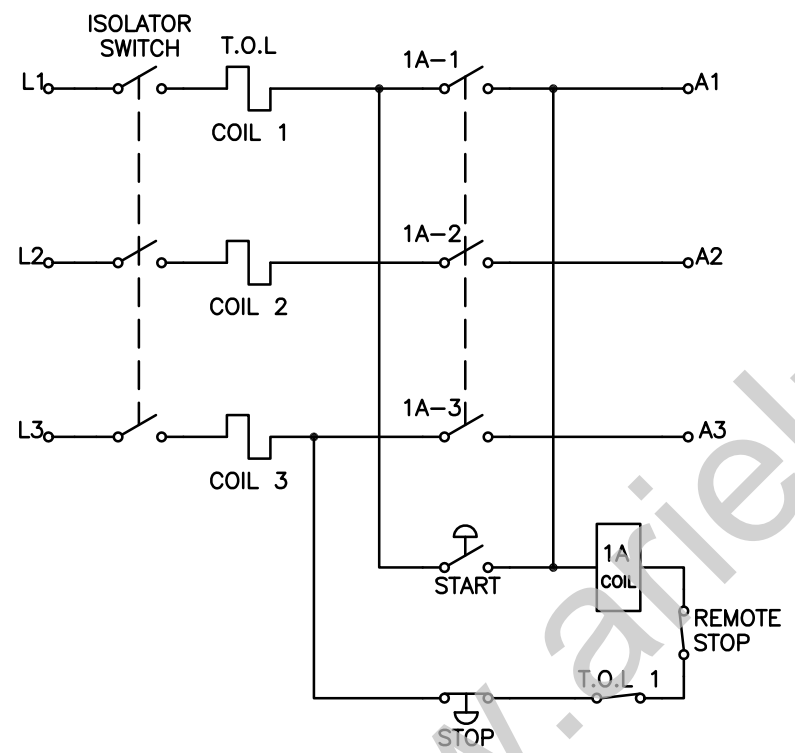 ISOLATOR
SWITCH
T.O.L
1A-1
L1
A1
COIL 1
1A-2
L2
A2
COIL 2
1A-3
L3
A3
COIL 3
START
1A
COIL
REMOTE
STOP
T.O.L 1
STOP
w.ariel